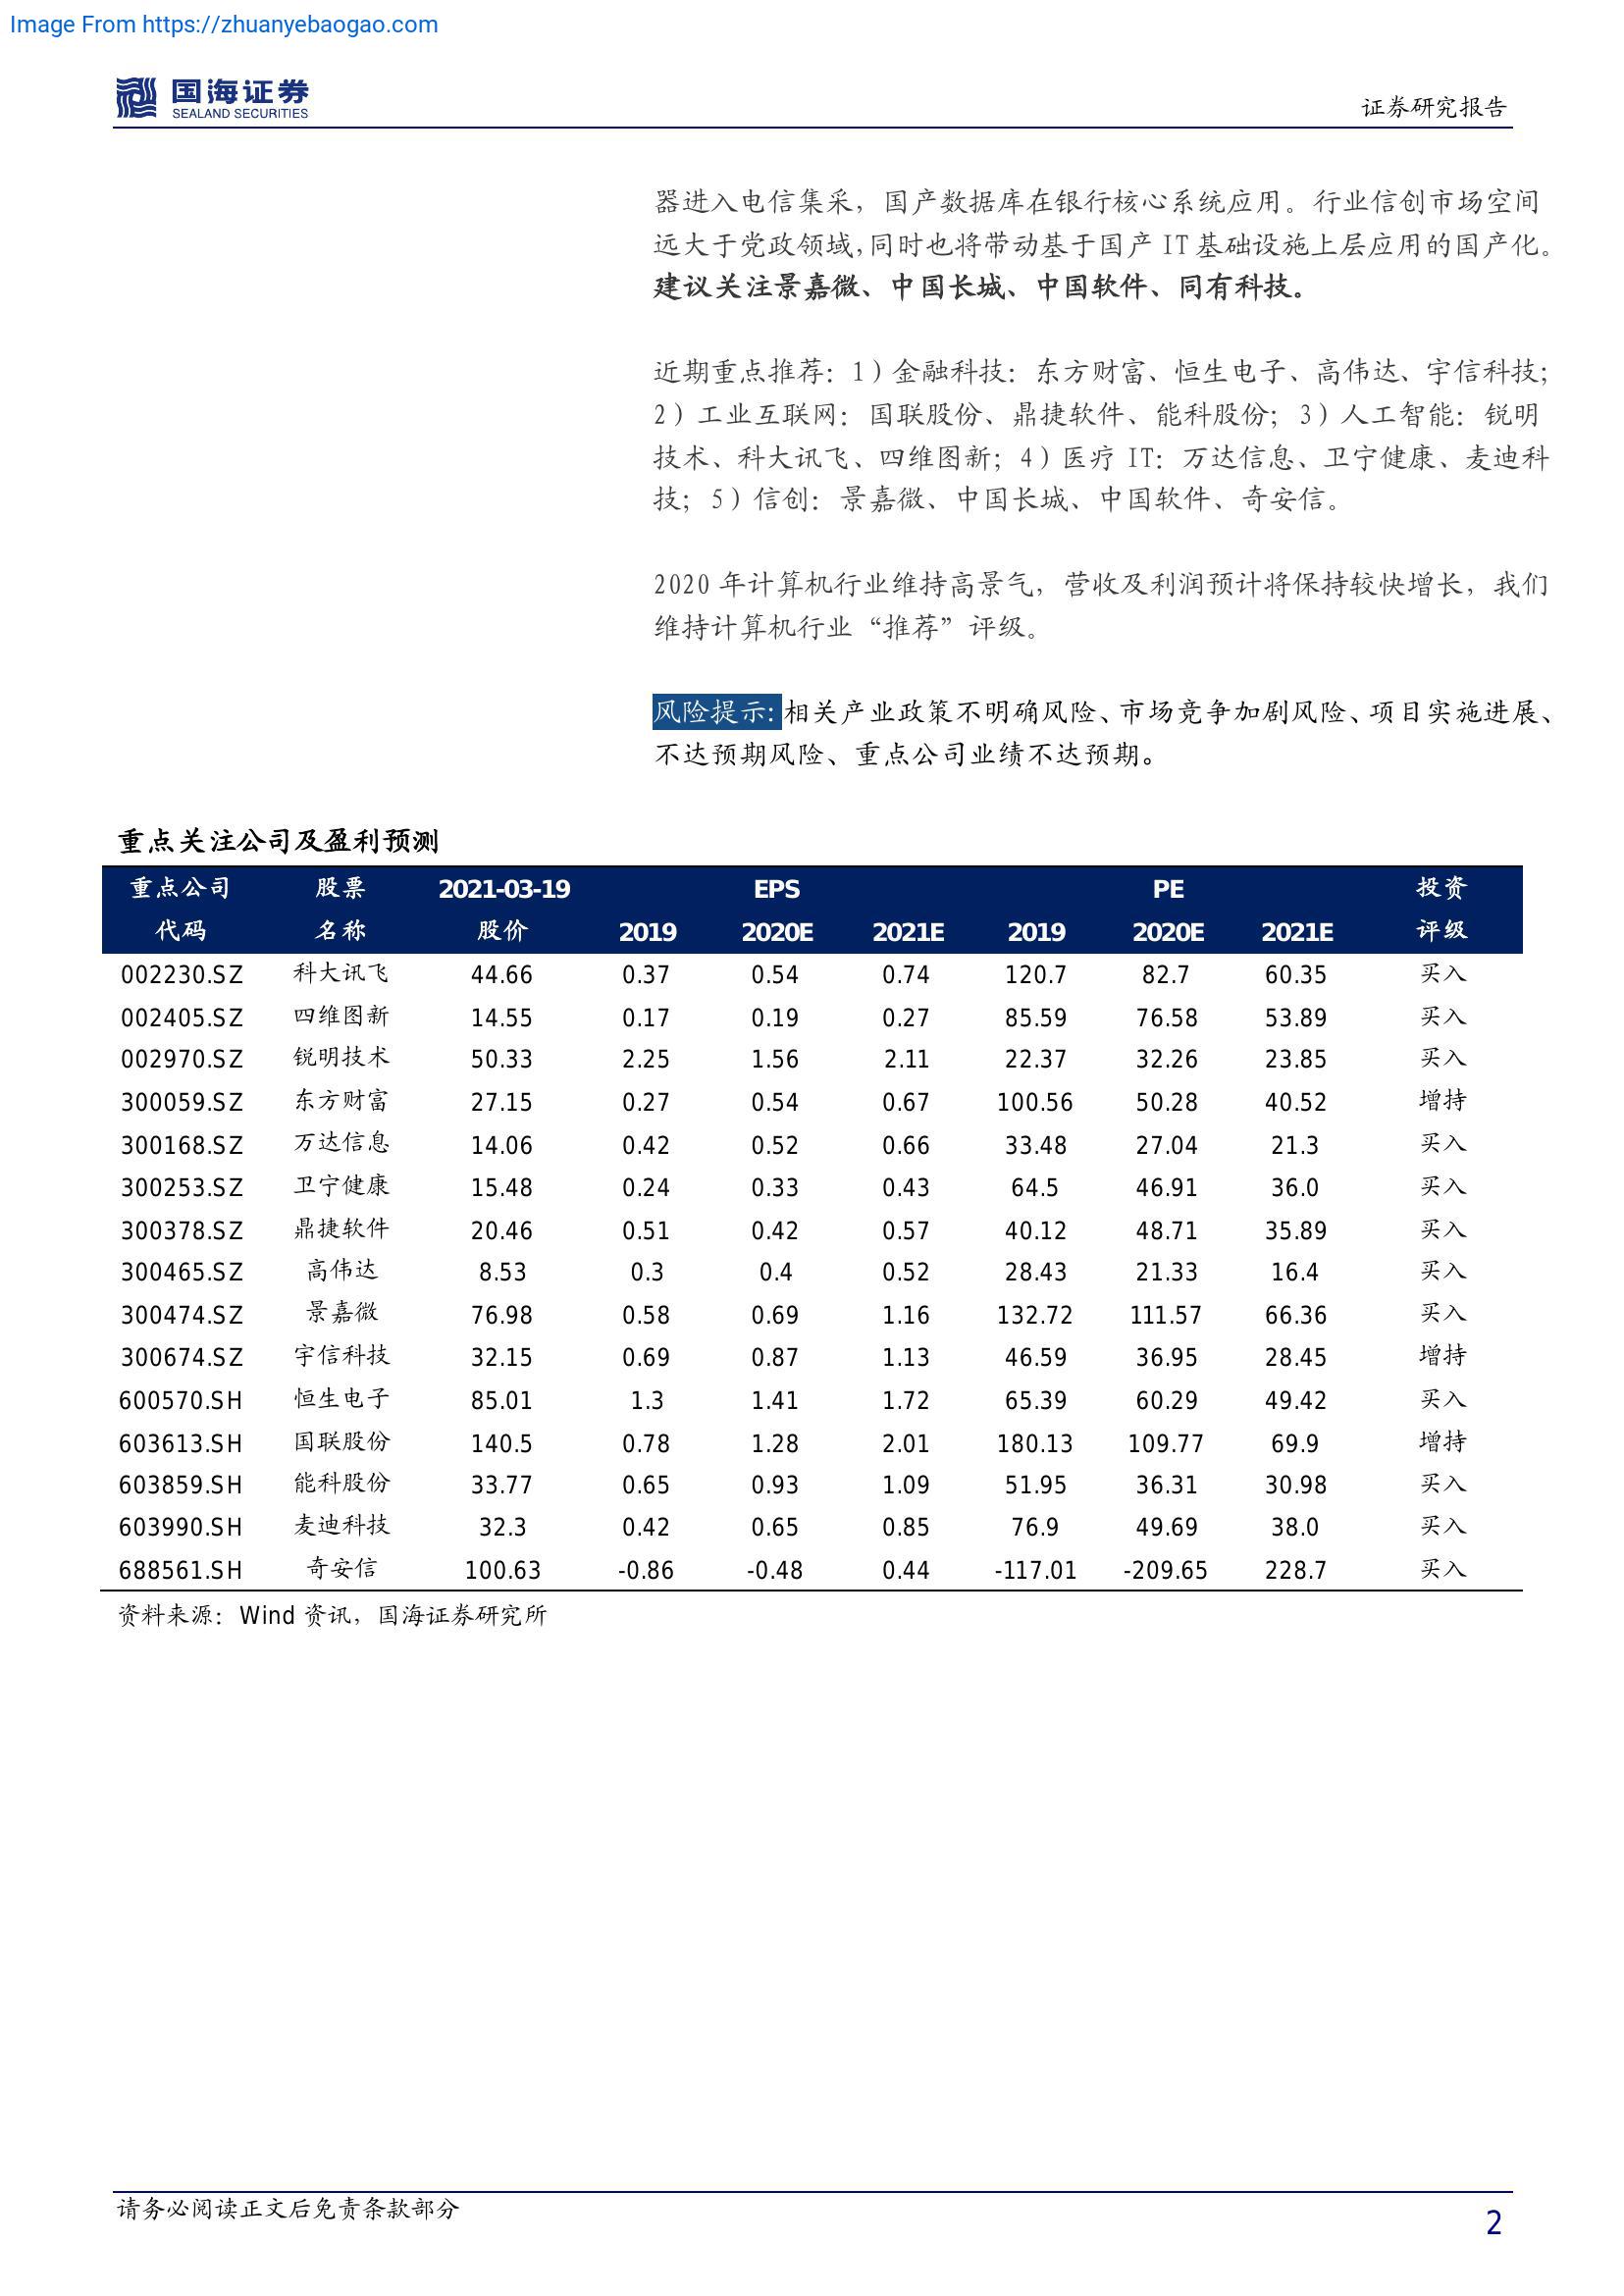 Image From https://zhuanyebaogao.com
国海证券
SEALAND SECURITIES
证券研究报告
器进入电信集采，国产数据库在银行核心系统应用。行业信创市场空间
远大于党政领域，同时也将带动基于国产 IT 基础设施上层应用的国产化。
建议关注景嘉微、中国长城、中国软件、同有科技。
近期重点推荐：1）金融科技：东方财富、恒生电子、高伟达、宇信科技；
2）工业互联网：国联股份、鼎捷软件、能科股份；3）人工智能：锐明
技术、科大讯飞、四维图新；4）医疗 IT：万达信息、卫宁健康、麦迪科
技；5）信创：景嘉微、中国长城、中国软件、奇安信。
2020 年计算机行业维持高景气，营收及利润预计将保持较快增长，我们
维持计算机行业“推荐”评级。
风险提示: 相关产业政策不明确风险、市场竞争加剧风险、项目实施进展、
不达预期风险、重点公司业绩不达预期。
重点关注公司及盈利预测
重点公司 股票 2021-03-19 EPS PE 投资
代码 名称 股价 2019 2020E 2021E 2019 2020E 2021E 评级
002230.SZ 科大讯飞 44.66 0.37 0.54 0.74 120.7 82.7 60.35 买入
002405.SZ 四维图新 14.55 0.17 0.19 0.27 85.59 76.58 53.89 买入
002970.SZ 锐明技术 50.33 2.25 1.56 2.11 22.37 32.26 23.85 买入
300059.SZ 东方财富 27.15 0.27 0.54 0.67 100.56 50.28 40.52 增持
300168.SZ 万达信息 14.06 0.42 0.52 0.66 33.48 27.04 21.3 买入
300253.SZ 卫宁健康 15.48 0.24 0.33 0.43 64.5 46.91 36.0 买入
300378.SZ 鼎捷软件 20.46 0.51 0.42 0.57 40.12 48.71 35.89 买入
300465.SZ 高伟达 8.53 0.3 0.4 0.52 28.43 21.33 16.4 买入
300474.SZ 景嘉微 76.98 0.58 0.69 1.16 132.72 111.57 66.36 买入
300674.SZ 宇信科技 32.15 0.69 0.87 1.13 46.59 36.95 28.45 增持
600570.SH 恒生电子 85.01 1.3 1.41 1.72 65.39 60.29 49.42 买入
603613.SH 国联股份 140.5 0.78 1.28 2.01 180.13 109.77 69.9 增持
603859.SH 能科股份 33.77 0.65 0.93 1.09 51.95 36.31 30.98 买入
603990.SH 麦迪科技 32.3 0.42 0.65 0.85 76.9 49.69 38.0 买入
688561.SH 奇安信 100.63 -0.86 -0.48 0.44 -117.01 -209.65 228.7 买入
资料来源：Wind 资讯，国海证券研究所
请务必阅读正文后免责条款部分
2